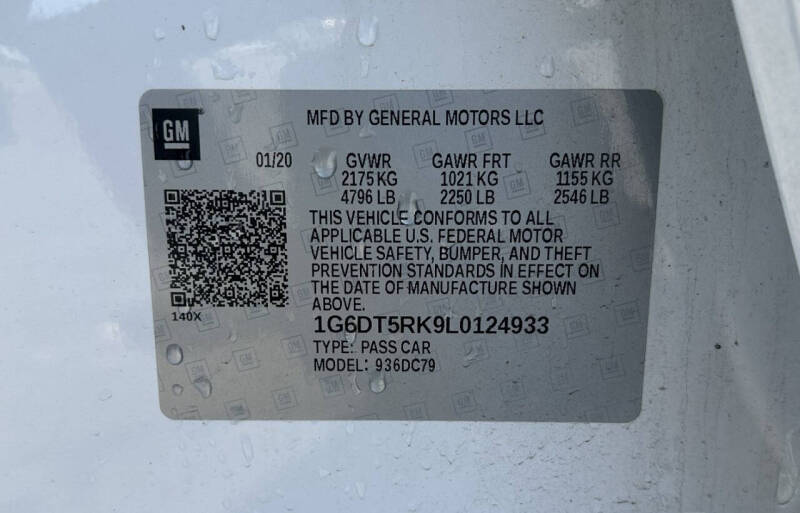 GM
MFD BY GENERAL MOTORS LLC
01/20 GVWR GAWR FRT GAWR RR
2175 KG 1021 KG 1155 KG
4796 LB 2250 LB 2546 LB
THIS VEHICLE CONFORMS TO ALL
APPLICABLE U.S. FEDERAL MOTOR
VEHICLE SAFETY, BUMPER, AND THEFT
PREVENTION STANDARDS IN EFFECT ON
THE DATE OF MANUFACTURE SHOWN
ABOVE.
140X
1G6DT5RK9L0124933
TYPE: PASS CAR
MODEL: 936DC79